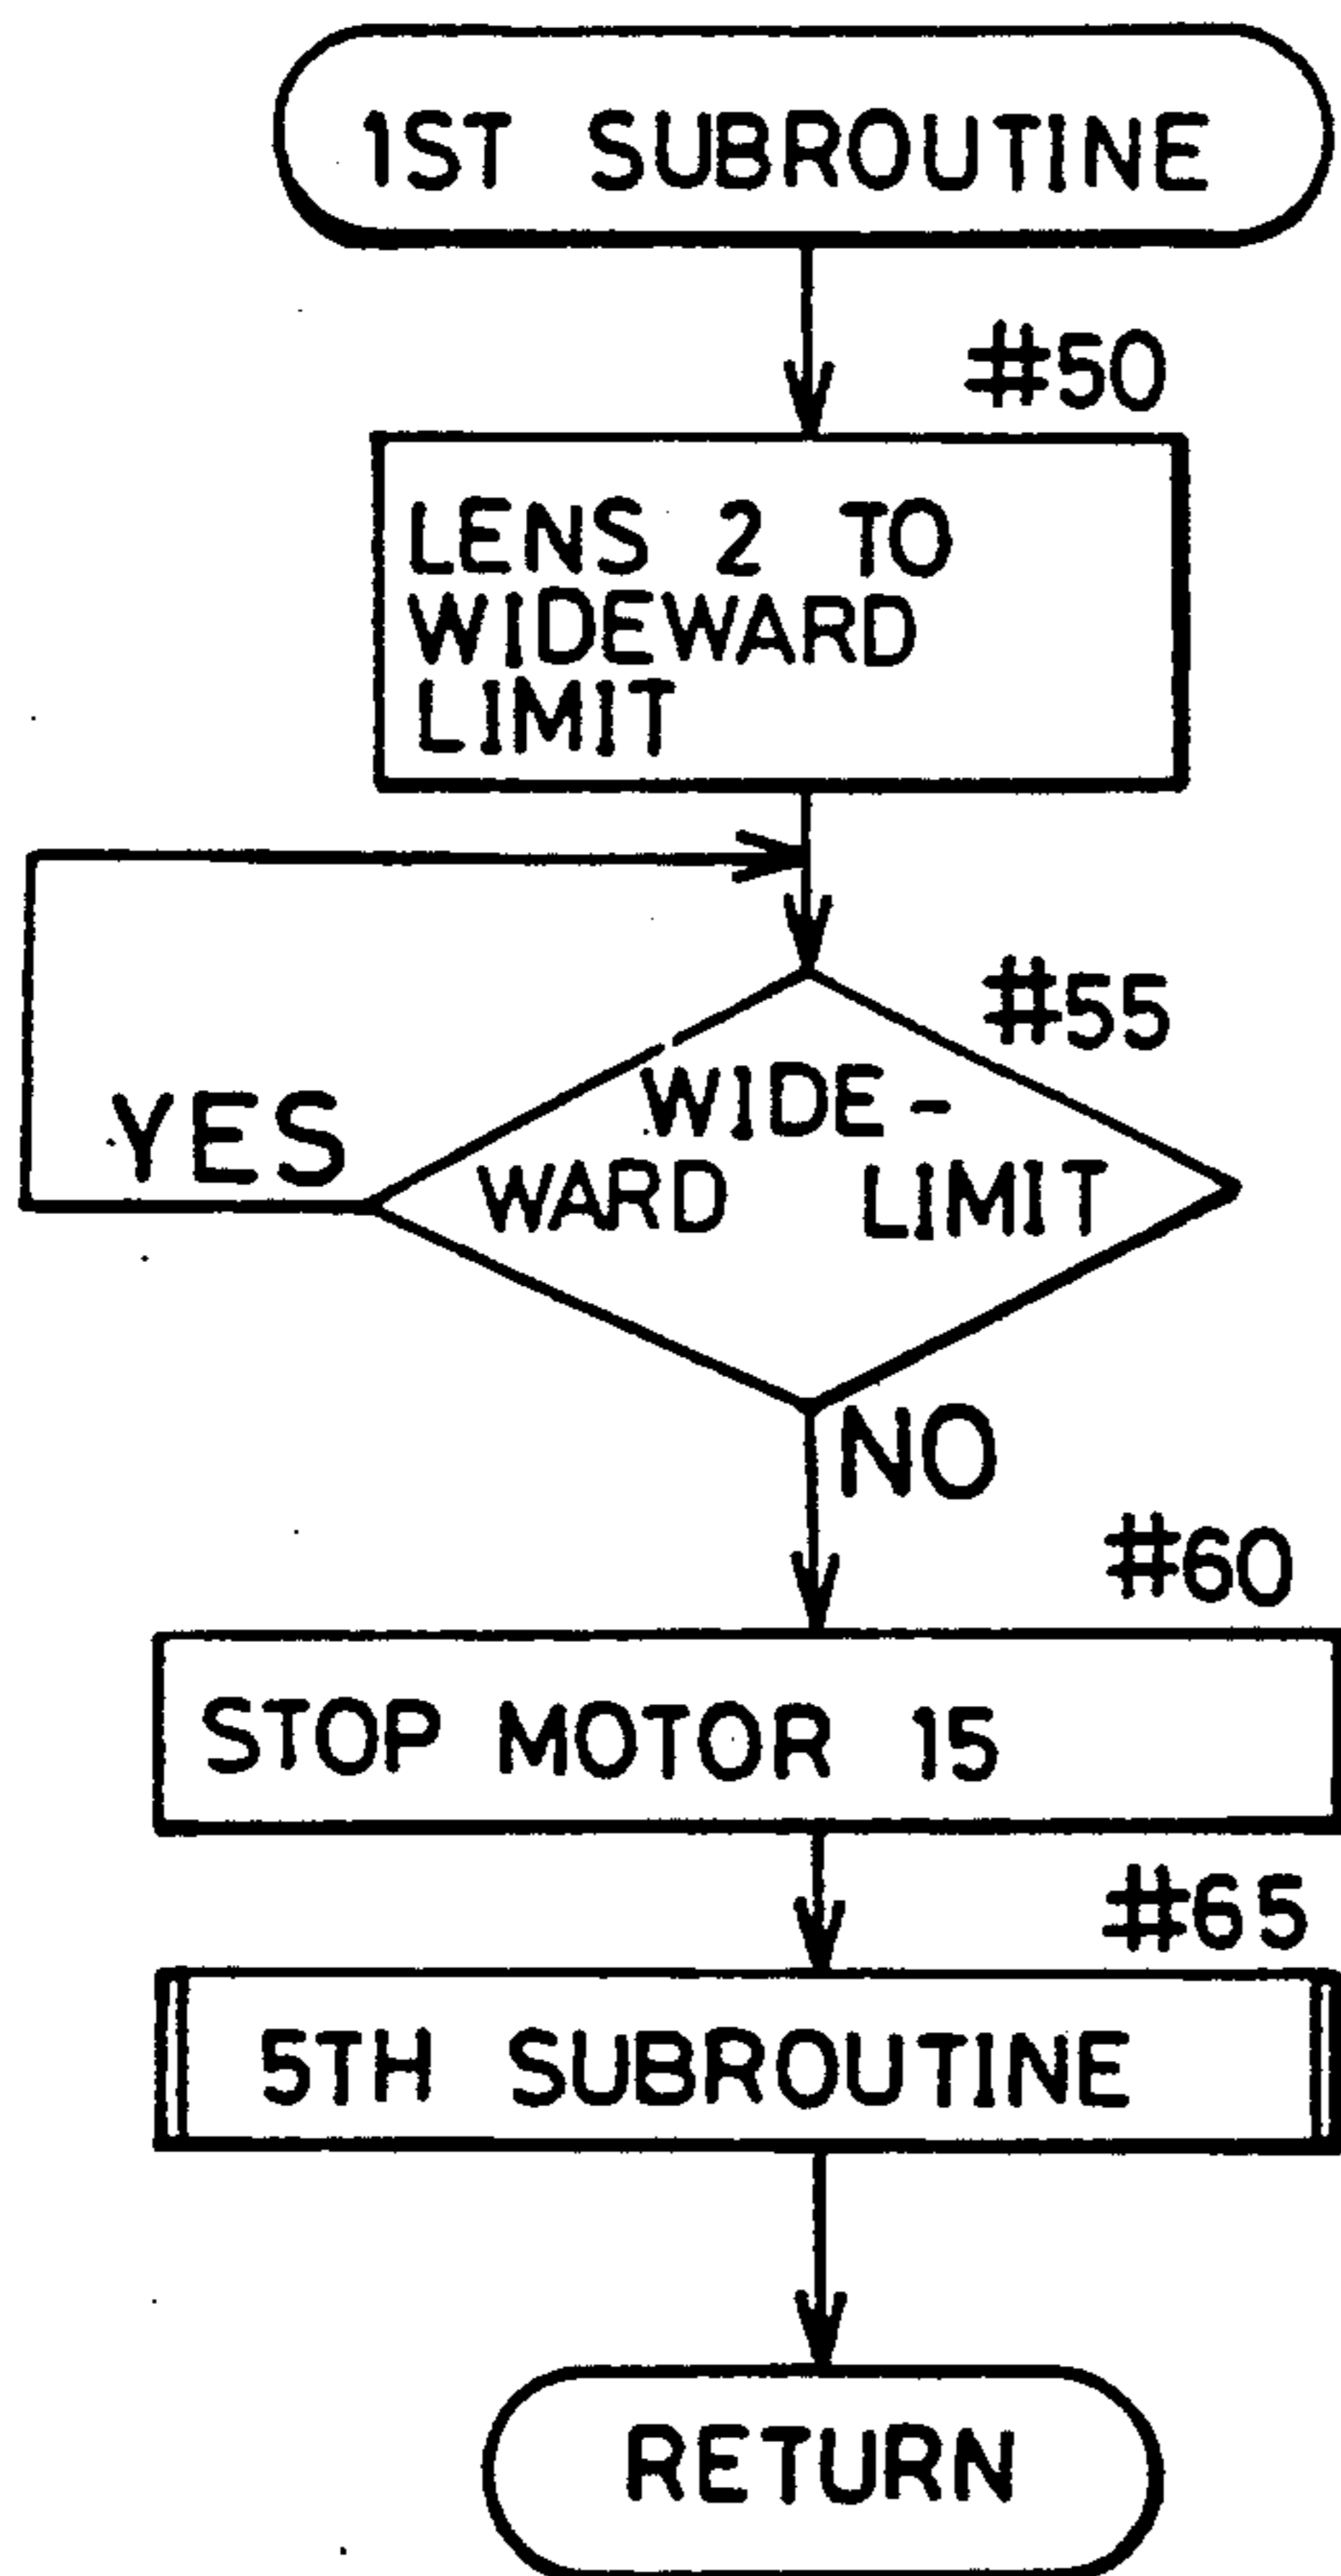 1ST SUBROUTINE
#50
LENS 2 TO
WIDEWARD
LIMIT
#55
WIDE-
WARD LIMIT
YES
NO
#60
STOP MOTOR 15
#65
5TH SUBROUTINE
RETURN